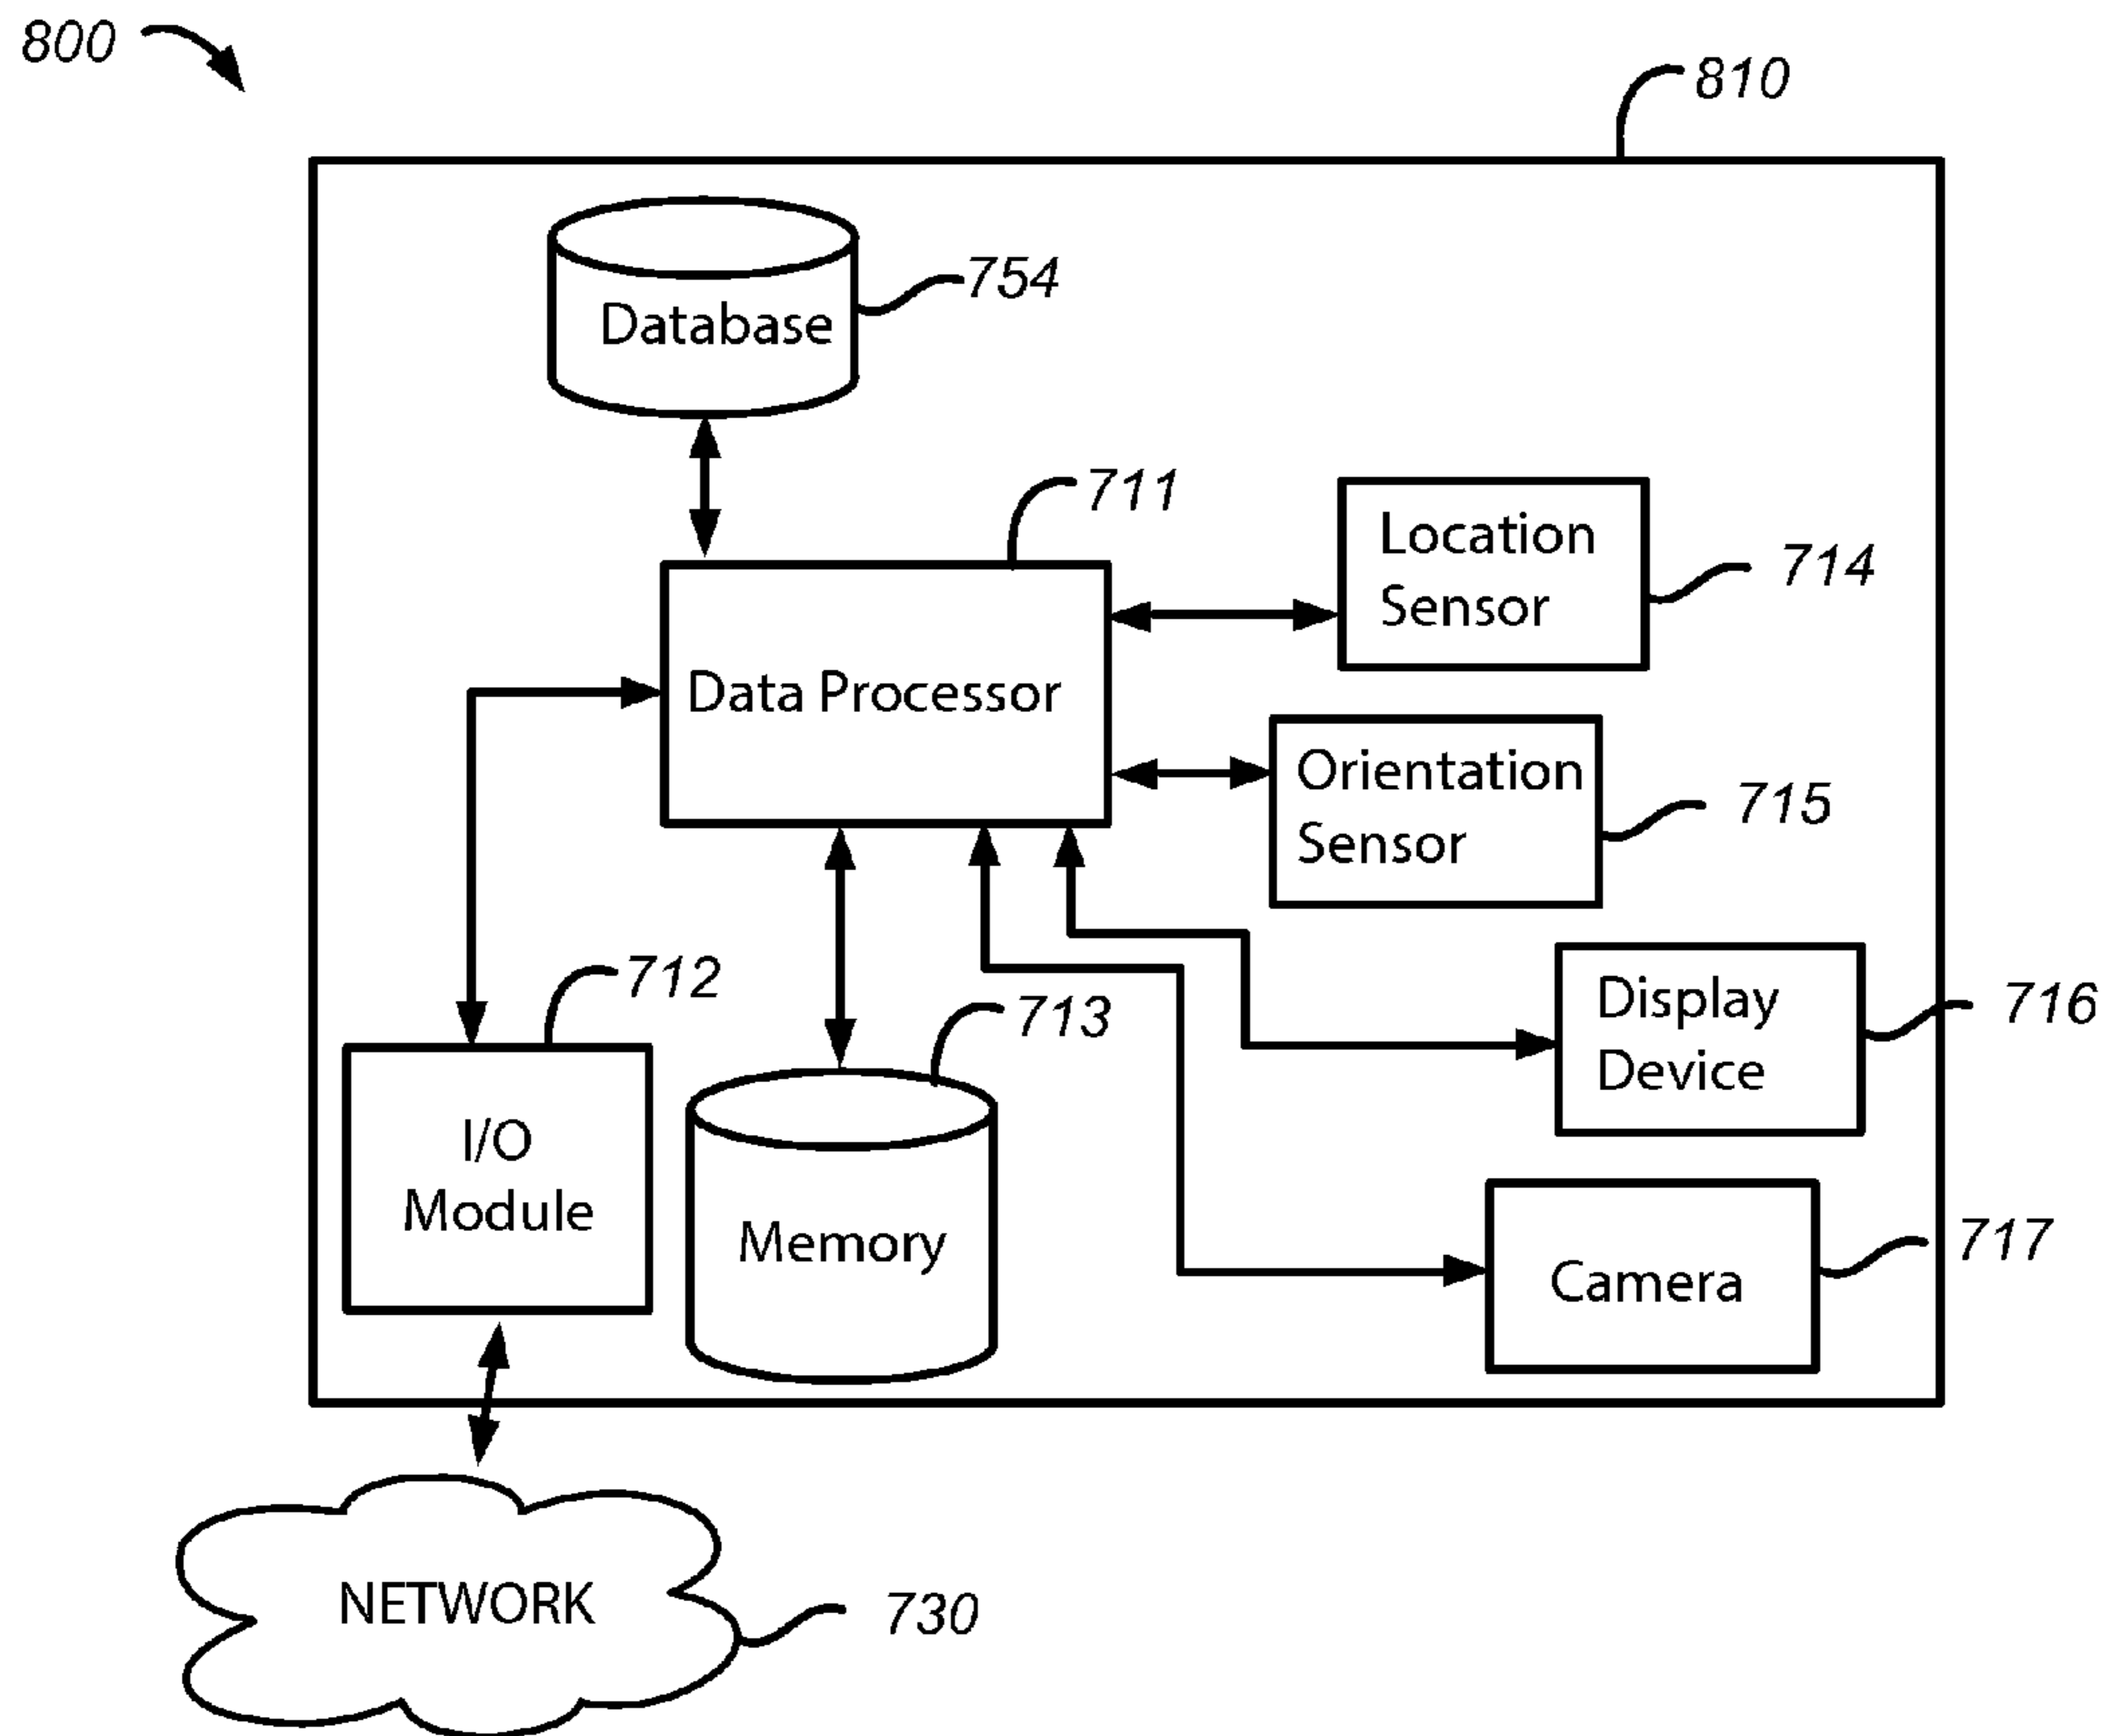 800
810
Database
754
711
Location
Sensor
714
Data Processor
Orientation
Sensor
715
712
713
Display
Device
716
I/O
Module
Memory
Camera
717
NETWORK
730